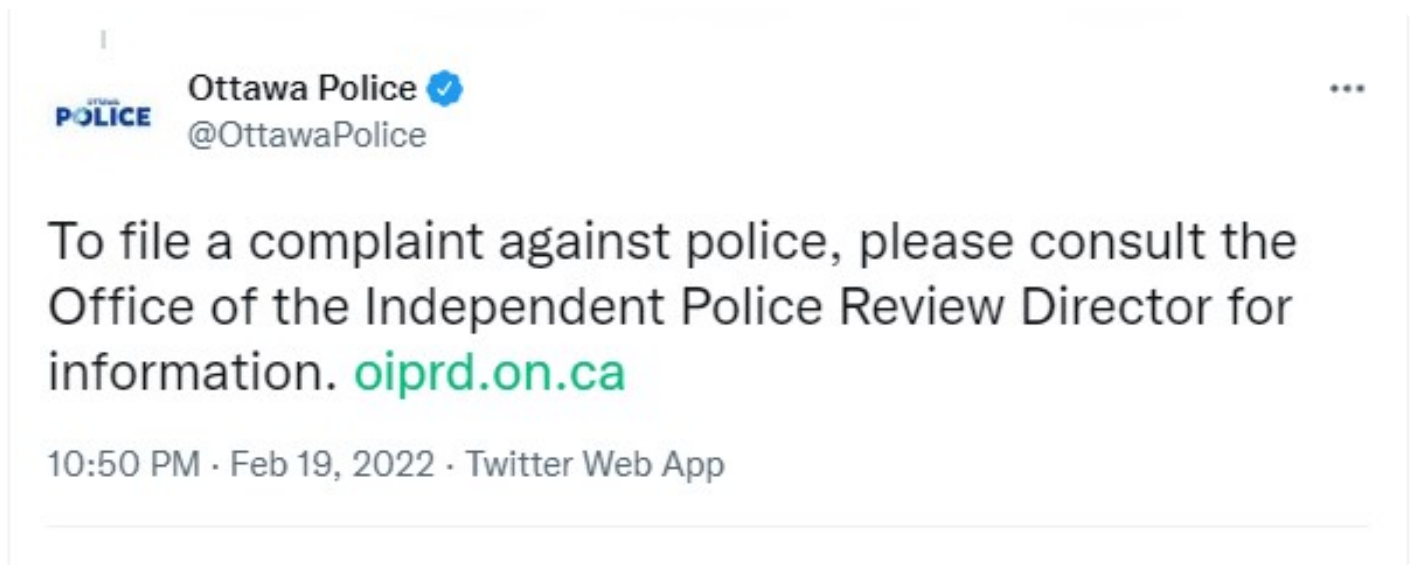 Ottawa Police
OTTAWA
POLICE
@OttawaPolice
To file a complaint against police, please consult the
Office of the Independent Police Review Director for
information. oiprd.on.ca
10:50 PM · Feb 19, 2022 · Twitter Web App